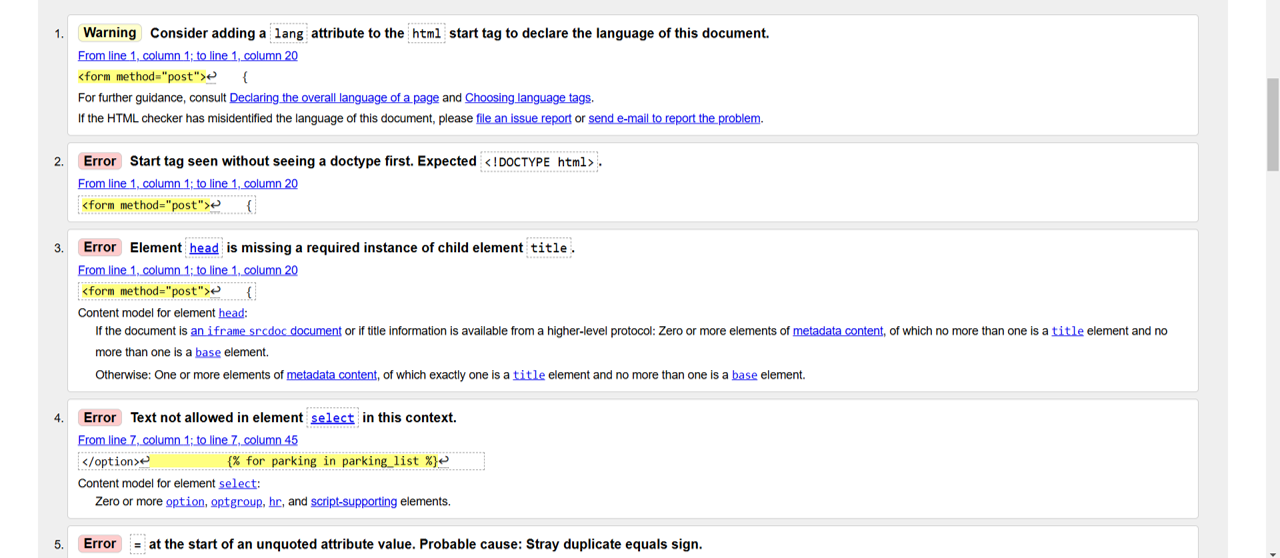 1. Warning Consider adding a lang attribute to the html start tag to declare the language of this document.
From line 1, column 1; to line 1, column 20
<form method="post">↩ {
For further guidance, consult Declaring the overall language of a page and Choosing language tags.
If the HTML checker has misidentified the language of this document, please file an issue report or send e-mail to report the problem.
2. Error Start tag seen without seeing a doctype first. Expected <!DOCTYPE html>.
From line 1, column 1; to line 1, column 20
<form method="post">↩ {
3. Error Element head is missing a required instance of child element title.
From line 1, column 1; to line 1, column 20
<form method="post">↩ {
Content model for element head:
If the document is an iframe srcdoc document or if title information is available from a higher-level protocol: Zero or more elements of metadata content, of which no more than one is a title element and no
more than one is a base element.
Otherwise: One or more elements of metadata content, of which exactly one is a title element and no more than one is a base element.
4. Error Text not allowed in element select in this context.
From line 7, column 1; to line 7, column 45
</option>↩ {% for parking in parking_list %}↩
Content model for element select:
Zero or more option, optgroup, hr, and script-supporting elements.
5. Error = at the start of an unquoted attribute value. Probable cause: Stray duplicate equals sign.